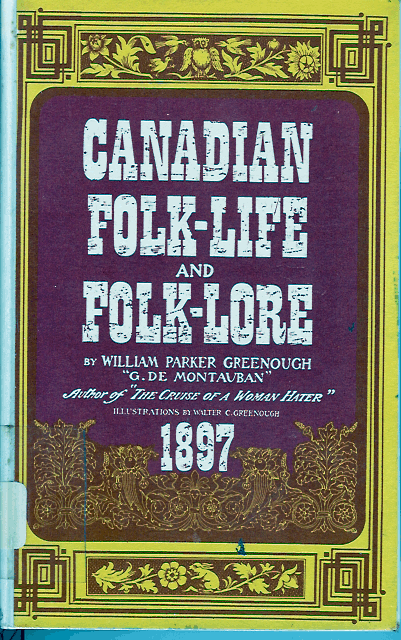 CANADIAN
FOLK-LIFE
AND
FOLK-LORE
BY WILLIAM PARKER GREENOUGH
"G. DE MONTAUBAN"
Author of "THE CRUISE OF A WOMAN HATER"
ILLUSTRATIONS BY WALTER C. GREENOUGH
1897